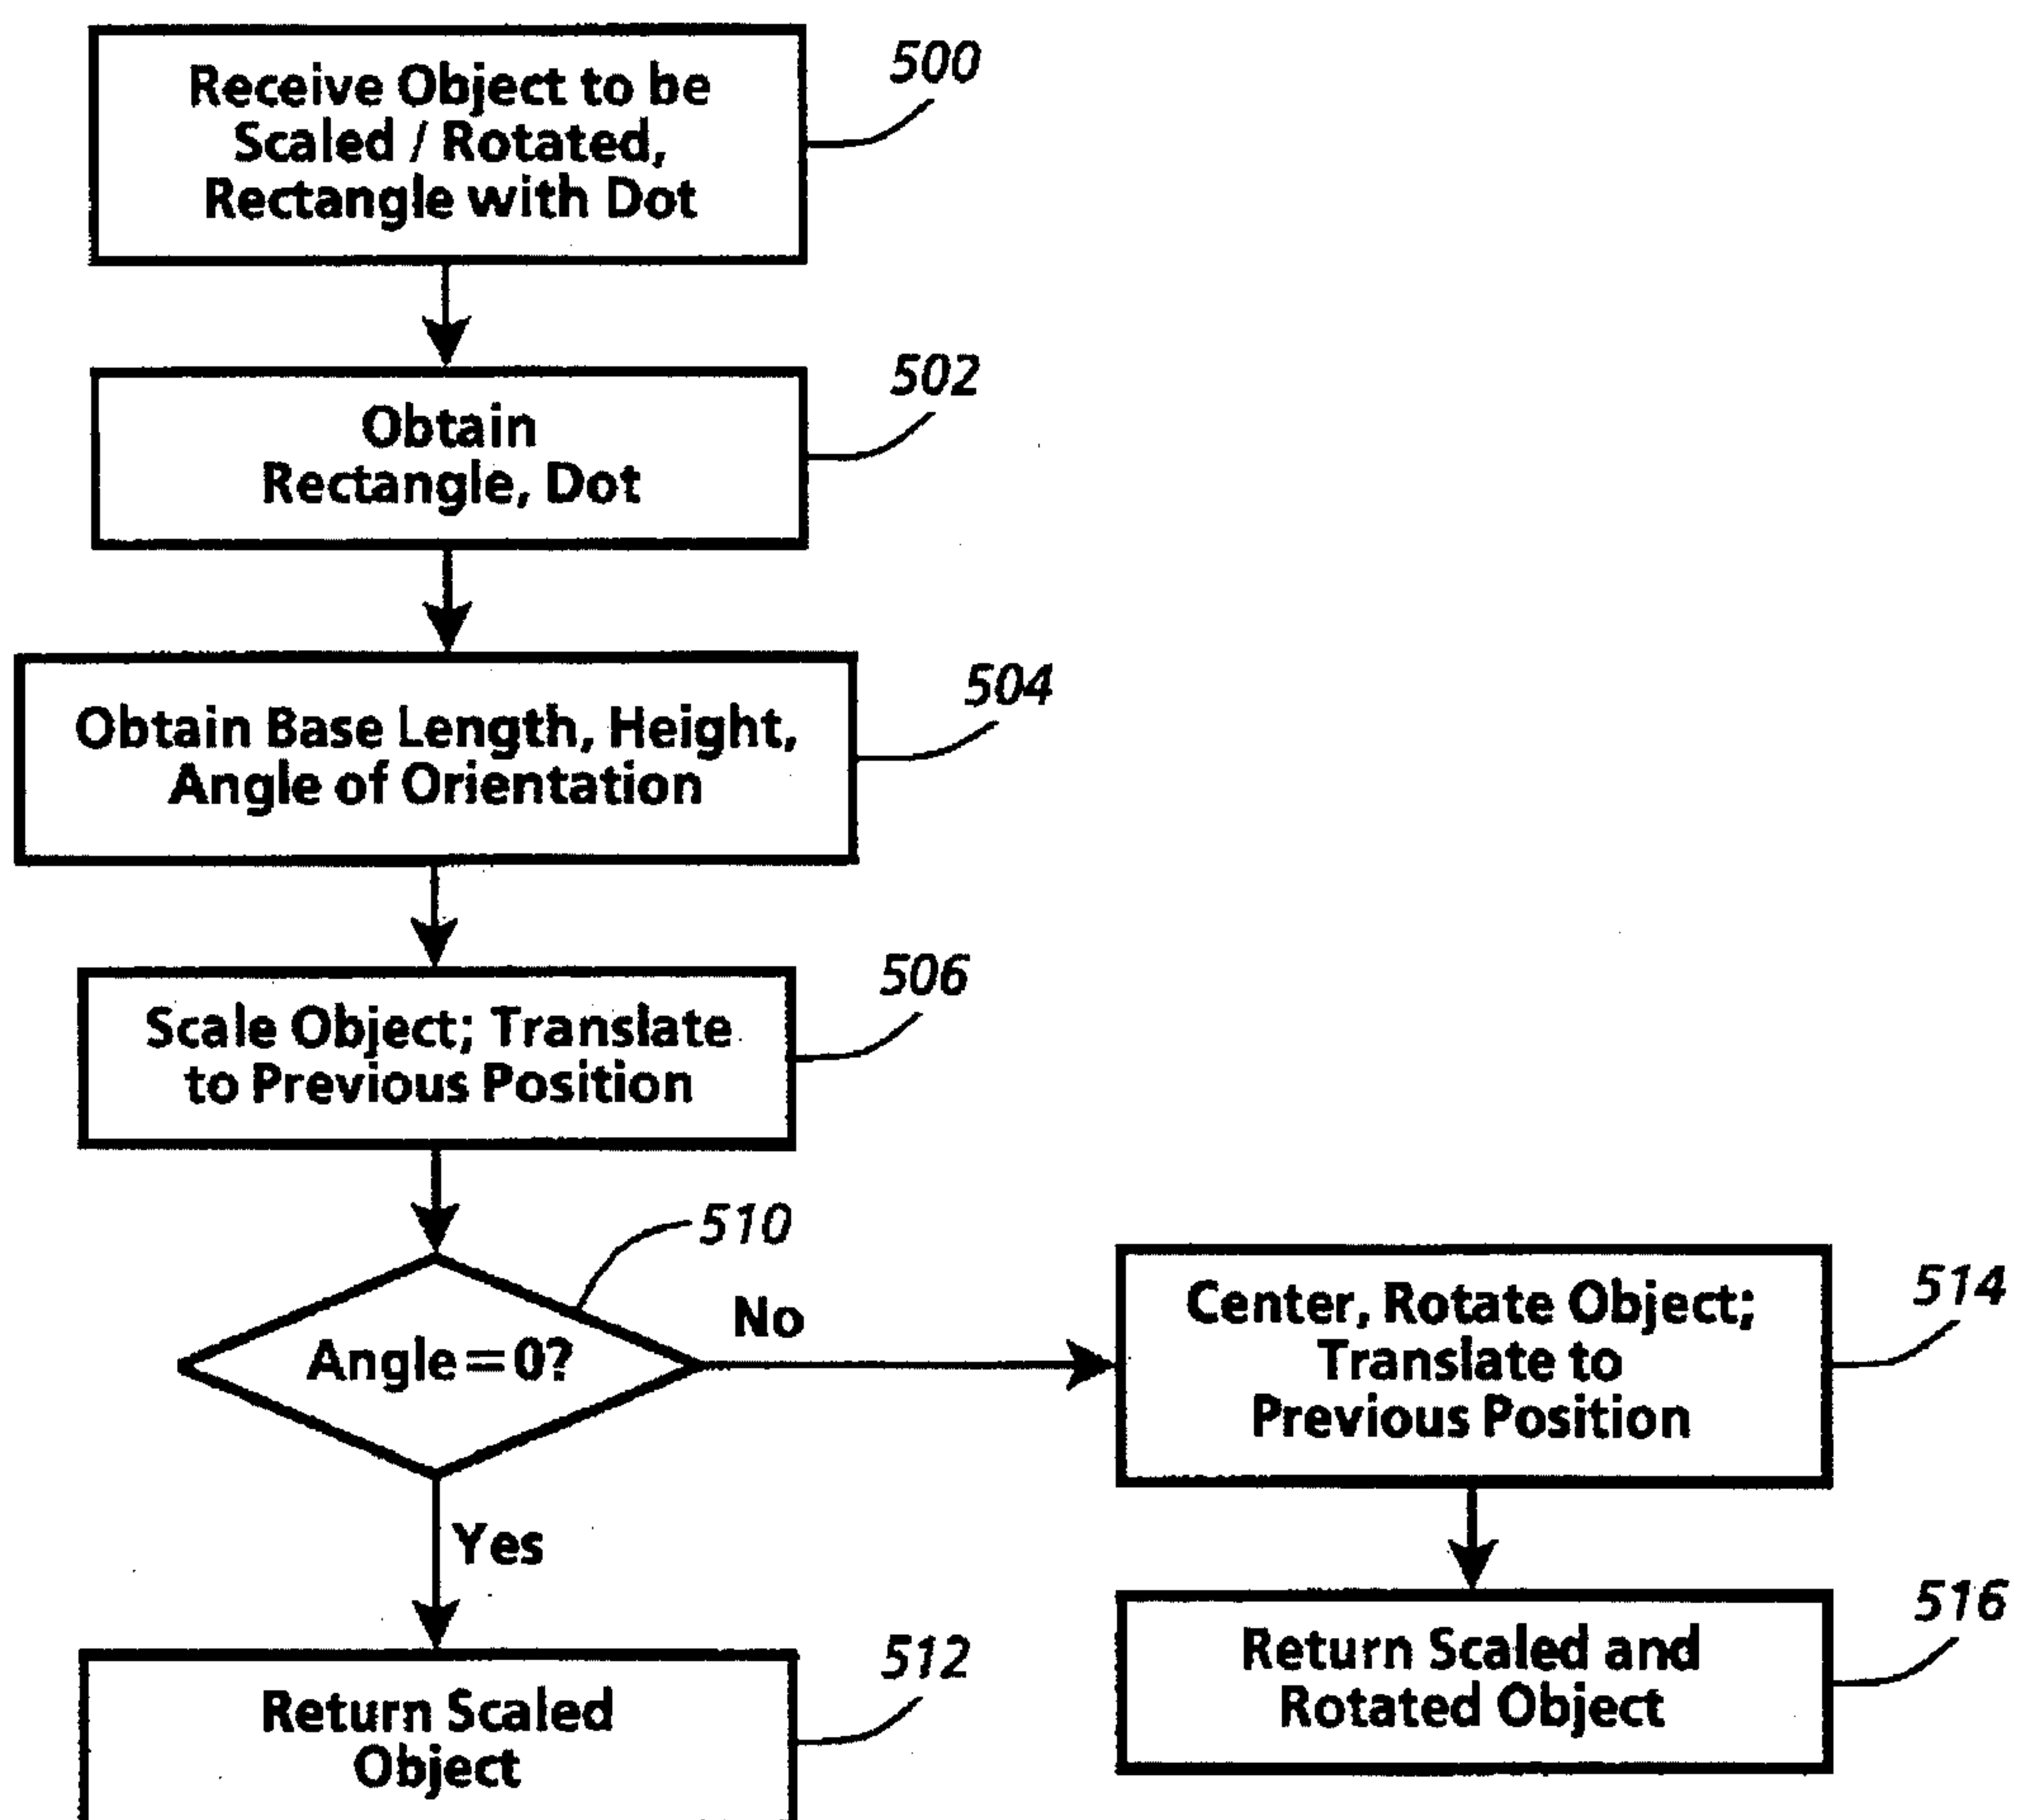 Receive Object to be
Scaled / Rotated,
Rectangle with Dot
500
Obtain
Rectangle, Dot
502
Obtain Base Length, Height,
Angle of Orientation
504
Scale Object; Translate
to Previous Position
506
Angle=0?
510
No
Yes
Center, Rotate Object;
Translate to
Previous Position
514
Return Scaled and
Rotated Object
516
Return Scaled
Object
512